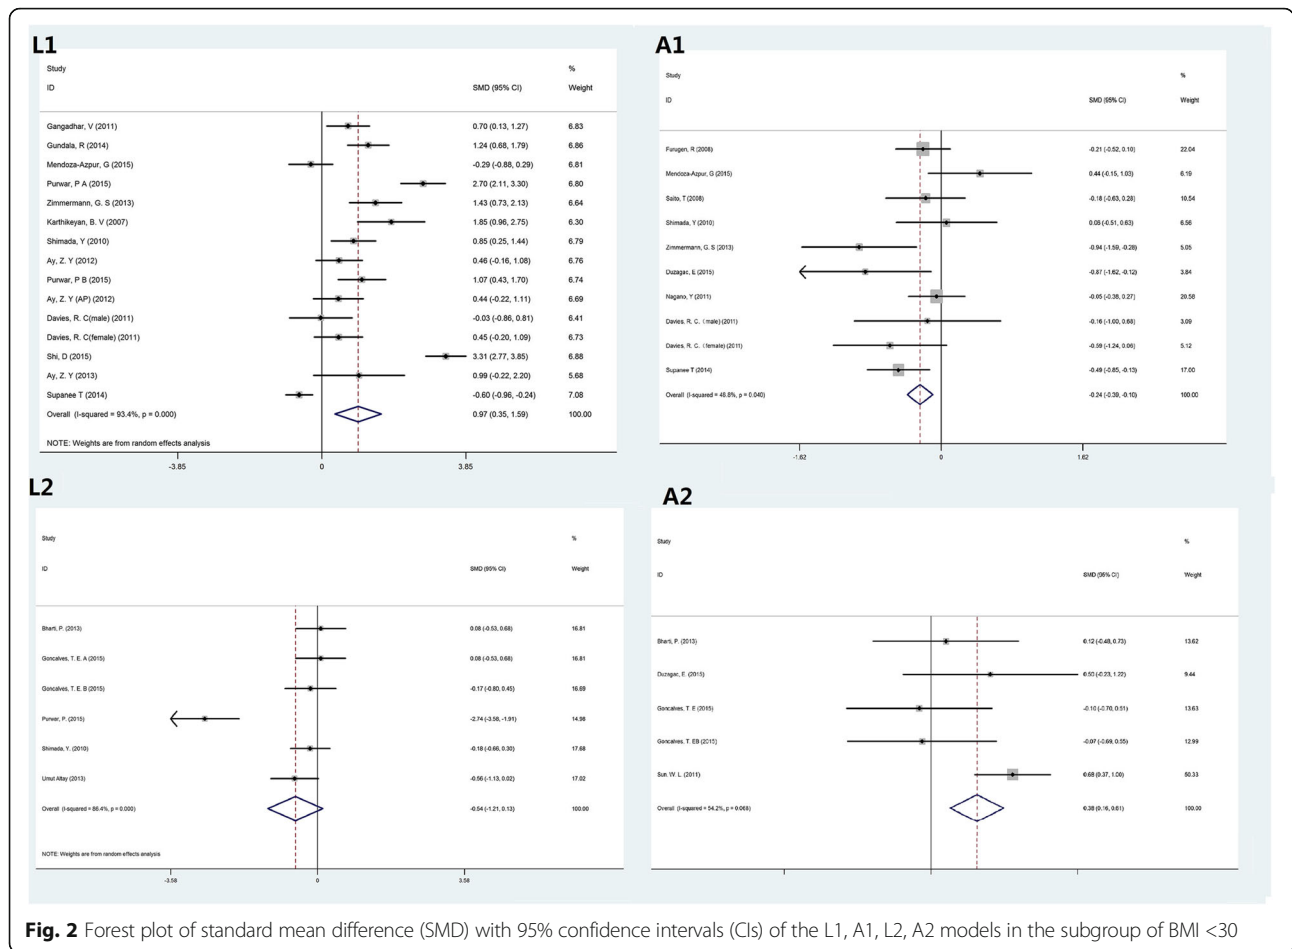 L1
Study %
ID SMD (95% CI) Weight
Gangadhar, V (2011) 0.70 (0.13, 1.27) 6.83
Gundala, R (2014) 1.24 (0.68, 1.79) 6.86
Mendoza-Azpur, G (2015) -0.29 (-0.88, 0.29) 6.81
Purwar, P A (2015) 2.70 (2.11, 3.30) 6.80
Zimmermann, G. S (2013) 1.43 (0.73, 2.13) 6.64
Karthikeyan, B. V (2007) 1.85 (0.96, 2.75) 6.30
Shimada, Y (2010) 0.85 (0.25, 1.44) 6.79
Ay, Z. Y (2012) 0.46 (-0.16, 1.08) 6.76
Purwar, P B (2015) 1.07 (0.43, 1.70) 6.74
Ay, Z. Y (AP) (2012) 0.44 (-0.22, 1.11) 6.69
Davies, R. C(male) (2011) -0.03 (-0.86, 0.81) 6.41
Davies, R. C(female) (2011) 0.45 (-0.20, 1.09) 6.73
Shi, D (2015) 3.31 (2.77, 3.85) 6.88
Ay, Z. Y (2013) 0.99 (-0.22, 2.20) 5.68
Supanee T (2014) -0.60 (-0.96, -0.24) 7.08
Overall (I-squared = 93.4%, p = 0.000) 0.97 (0.35, 1.59) 100.00
NOTE: Weights are from random effects analysis
-3.85 0 3.85
A1
Study %
ID SMD (95% CI) Weight
Furugen, R (2008) -0.21 (-0.52, 0.10) 22.04
Mendoza-Azpur, G (2015) 0.44 (-0.15, 1.03) 6.19
Saito, T (2008) -0.18 (-0.63, 0.28) 10.54
Shimada, Y (2010) 0.06 (-0.51, 0.63) 6.56
Zimmermann, G. S (2013) -0.94 (-1.59, -0.28) 5.05
Duzagac, E (2015) -0.87 (-1.62, -0.12) 3.84
Nagano, Y (2011) -0.05 (-0.38, 0.27) 20.58
Davies, R. C. (male) (2011) -0.16 (-1.00, 0.68) 3.09
Davies, R. C. (female) (2011) -0.59 (-1.24, 0.06) 5.12
Supanee T (2014) -0.49 (-0.85, -0.13) 17.00
Overall (I-squared = 48.8%, p = 0.040) -0.24 (-0.39, -0.10) 100.00
-1.62 0 1.62
L2
Study %
ID SMD (95% CI) Weight
Bharti, P. (2013) 0.08 (-0.53, 0.68) 16.81
Goncalves, T. E. A (2015) 0.08 (-0.53, 0.68) 16.81
Goncalves, T. E. B (2015) -0.17 (-0.80, 0.45) 16.69
Purwar, P. (2015) -2.74 (-3.58, -1.91) 14.98
Shimada, Y. (2010) -0.18 (-0.66, 0.30) 17.68
Umut Altay (2013) -0.56 (-1.13, 0.02) 17.02
Overall (I-squared = 86.4%, p = 0.000) -0.54 (-1.21, 0.13) 100.00
NOTE: Weights are from random effects analysis
-3.58 0 3.58
A2
Study %
ID SMD (95% CI) Weight
Bharti, P. (2013) 0.12 (-0.48, 0.73) 13.62
Duzagac, E. (2015) 0.50 (-0.23, 1.22) 9.44
Goncalves, T. E (2015) -0.10 (-0.70, 0.51) 13.63
Goncalves, T. EB (2015) -0.07 (-0.69, 0.55) 12.99
Sun, W. L. (2011) 0.68 (0.37, 1.00) 50.33
Overall (I-squared = 54.2%, p = 0.068) 0.38 (0.16, 0.61) 100.00
Fig. 2 Forest plot of standard mean difference (SMD) with 95% confidence intervals (CIs) of the L1, A1, L2, A2 models in the subgroup of BMI <30